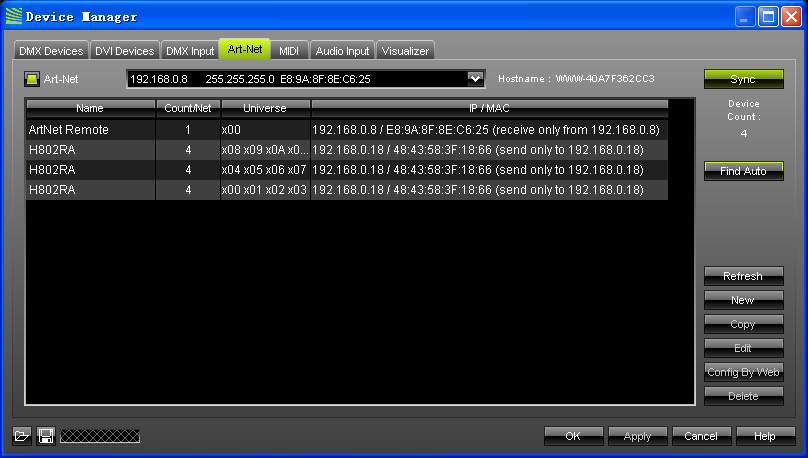 Device Manager
DMX Devices DVI Devices DMX Input Art-Net MIDI Audio Input Visualizer
Art-Net 192.168.0.8 255.255.255.0 E8:9A:8F:8E:C6:25 Hostname : WWW-40A7F362CC3 Sync
Name Count/Net Universe IP / MAC
ArtNet Remote 1 x00 192.168.0.8 / E8:9A:8F:8E:C6:25 (receive only from 192.168.0.8)
H802RA 4 x08 x09 x0A x0... 192.168.0.18 / 48:43:58:3F:18:66 (send only to 192.168.0.18)
H802RA 4 x04 x05 x06 x07 192.168.0.18 / 48:43:58:3F:18:66 (send only to 192.168.0.18)
H802RA 4 x00 x01 x02 x03 192.168.0.18 / 48:43:58:3F:18:66 (send only to 192.168.0.18)
Device
Count :
4
Find Auto
Refresh
New
Copy
Edit
Config By Web
Delete
OK Apply Cancel Help